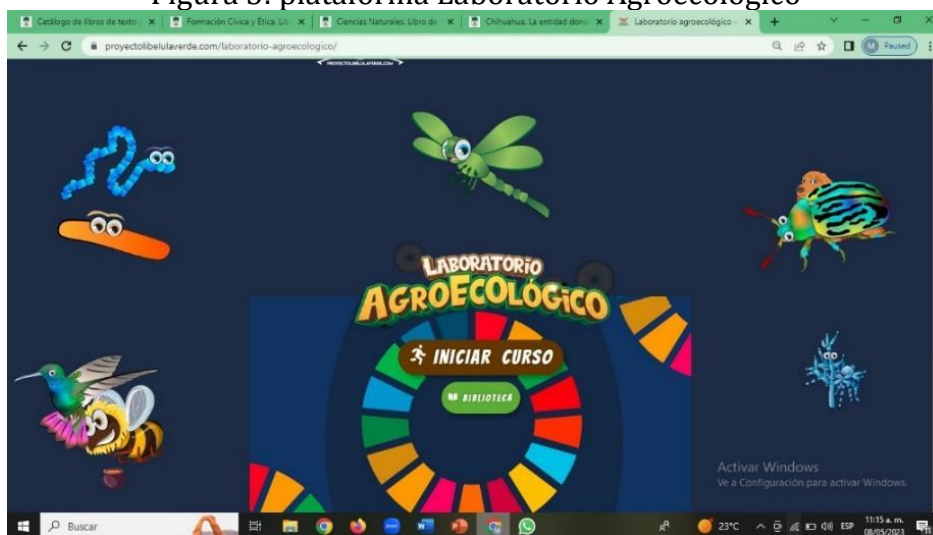 Figura 3: plataforma Laboratorio Agroecológico
Catálogo de libros de texto
Formación Cívica y Ética. Lib
Ciencias Naturales. Libro de
Chihuahua. La entidad dond
Laboratorio agroecológico –
proyectolibelulaverde.com/laboratorio-agroecologico/
Paused
PROYECTOLIBELULAVERDE.COM
LABORATORIO
AGROECOLÓGICO
INICIAR CURSO
BIBLIOTECA
Activar Windows
Ve a Configuración para activar Windows.
Buscar
23°C
ESP
11:15 a. m.
08/05/2023